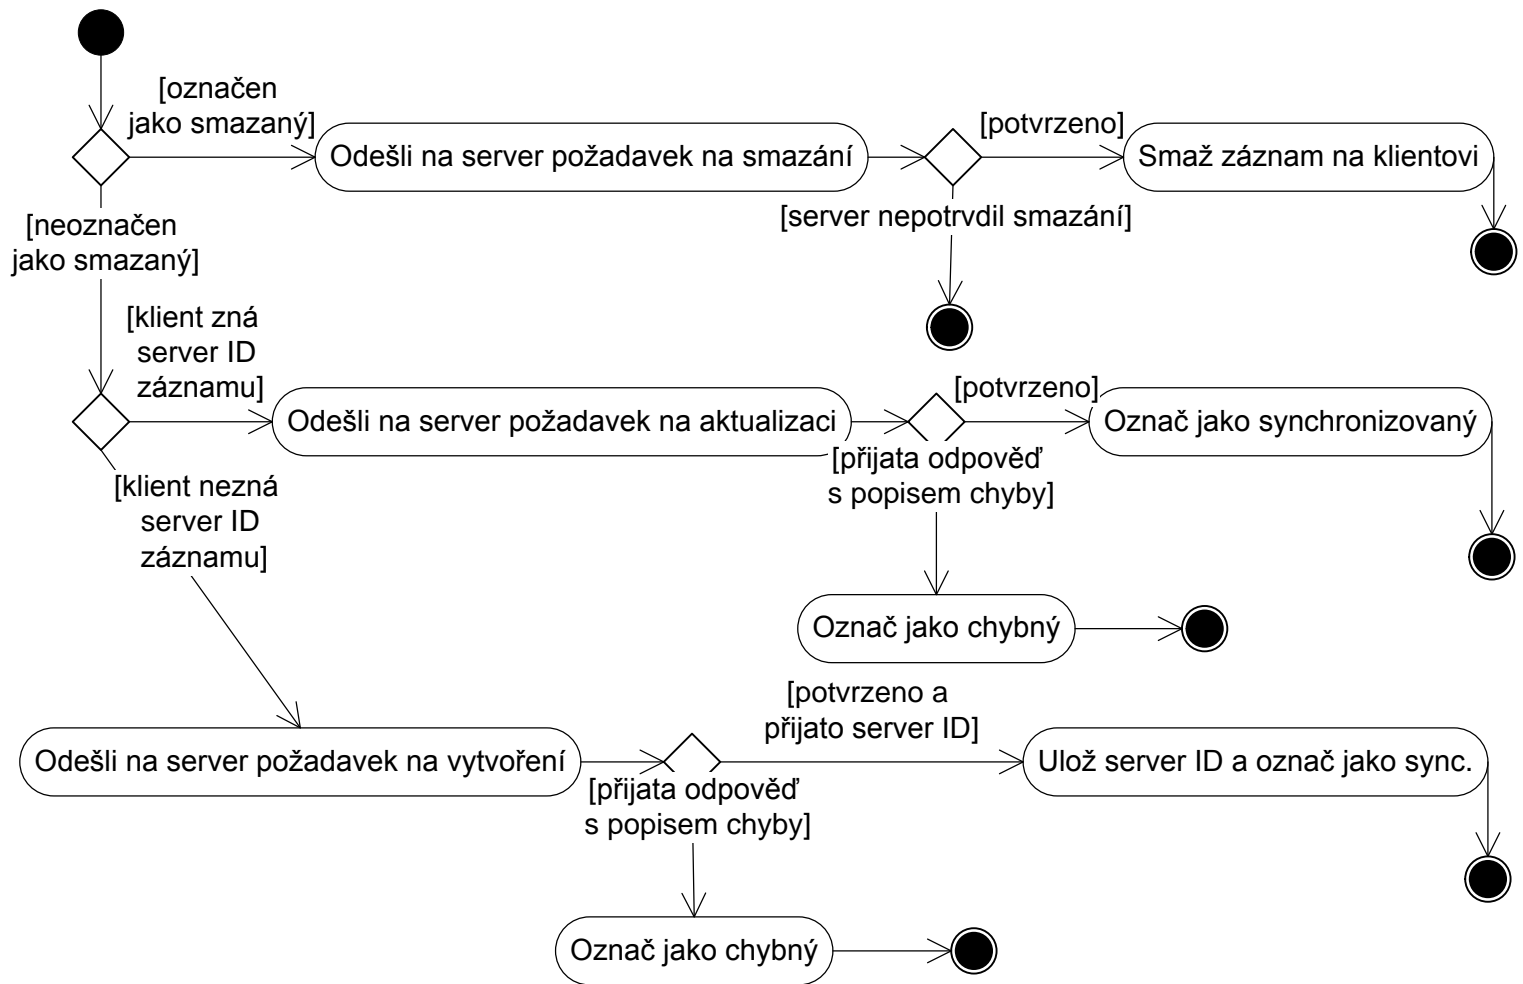 [označen
jako smazaný]
Odešli na server požadavek na smazání
[potvrzeno]
Smaž záznam na klientovi
[neoznačen
jako smazaný]
[server nepotrvdil smazání]
[klient zná
server ID
záznamu]
Odešli na server požadavek na aktualizaci
[potvrzeno]
Označ jako synchronizovaný
[přijata odpověď
s popisem chyby]
[klient nezná
server ID
záznamu]
Označ jako chybný
[potvrzeno a
přijato server ID]
Odešli na server požadavek na vytvoření
Ulož server ID a označ jako sync.
[přijata odpověď
s popisem chyby]
Označ jako chybný